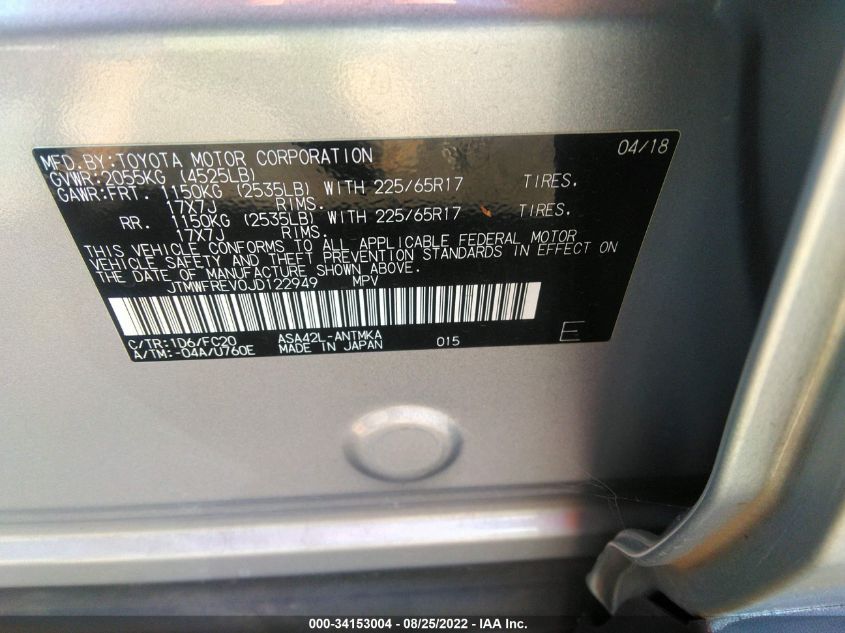 MFD. BY: TOYOTA MOTOR CORPORATION 04/18
GVWR: 2055KG (4525LB)
GAWR: FRT. 1150KG (2535LB) WITH 225/65R17 TIRES.
17X7J RIMS.
RR. 1150KG (2535LB) WITH 225/65R17 TIRES.
17X7J RIMS.
THIS VEHICLE CONFORMS TO ALL APPLICABLE FEDERAL MOTOR
VEHICLE SAFETY AND THEFT PREVENTION STANDARDS IN EFFECT ON
THE DATE OF MANUFACTURE SHOWN ABOVE.
JTMWFREV0JD122949 MPV
C/TR: 1D6/FC20 ASA42L-ANTMKA 015 E
A/TM: -04A/U760E MADE IN JAPAN
000-34153004 - 08/25/2022 - IAA Inc.